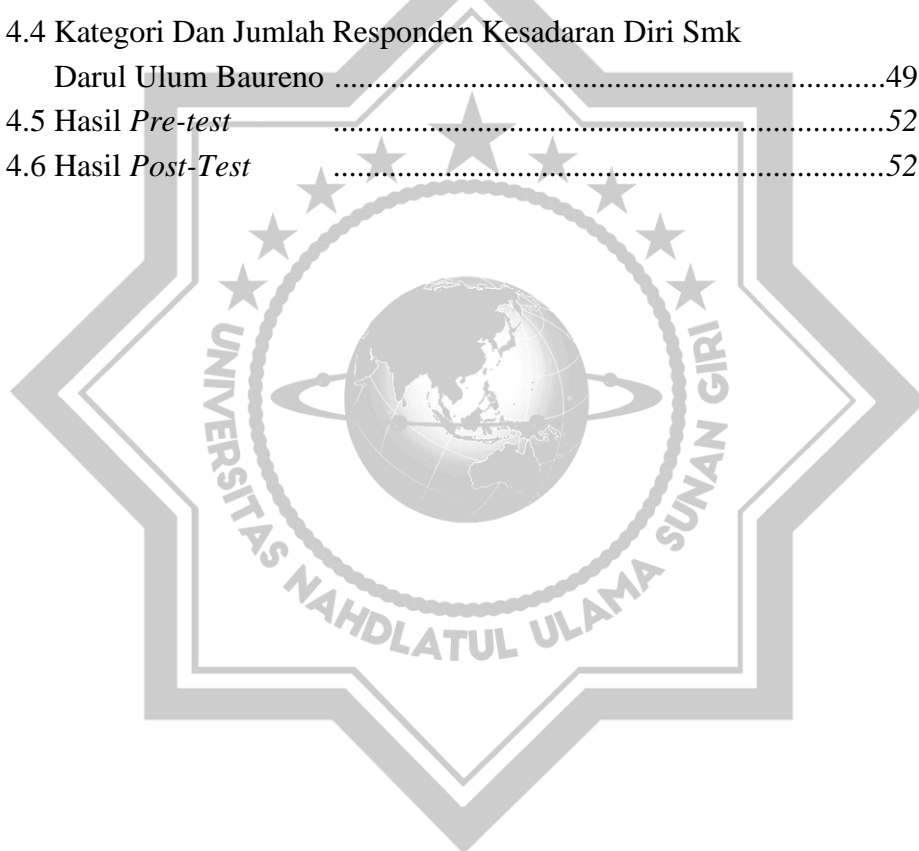 4.4 Kategori Dan Jumlah Responden Kesadaran Diri Smk
Darul Ulum Baureno ....................................................................49
4.5 Hasil Pre-test ....................................................................52
4.6 Hasil Post-Test ....................................................................52
UNIVERSITAS NAHDLATUL ULAMA SUNAN GIRI